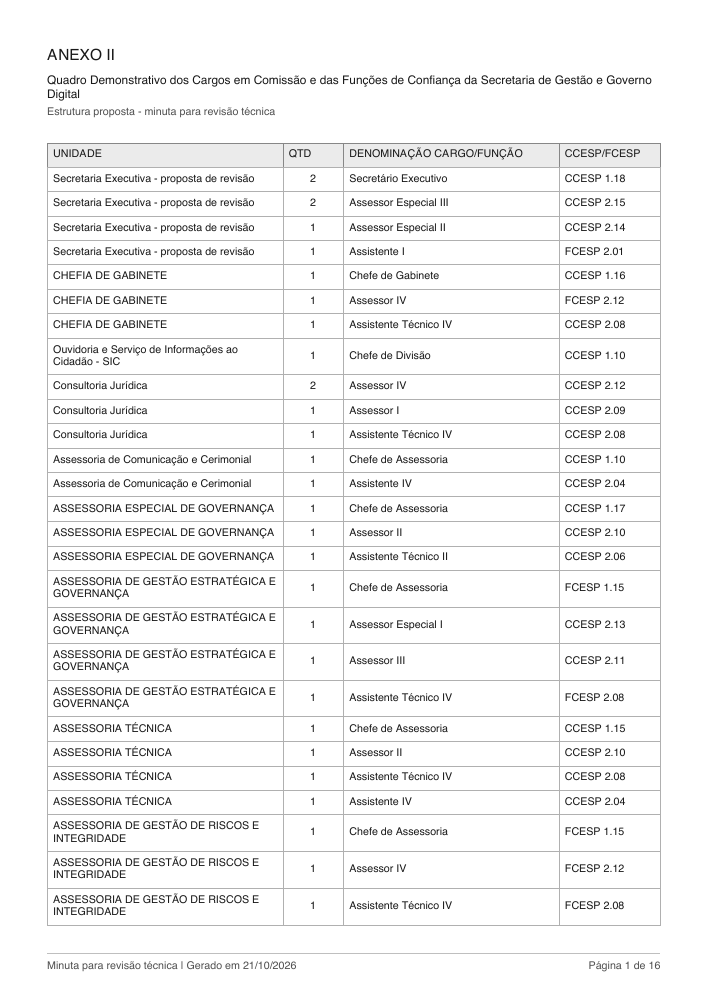 ANEXO II
Quadro Demonstrativo dos Cargos em Comissão e das Funções de Confiança da Secretaria de Gestão e Governo
Digital
Estrutura proposta - minuta para revisão técnica
UNIDADE QTD DENOMINAÇÃO CARGO/FUNÇÃO CCESP/FCESP
Secretaria Executiva - proposta de revisão 2 Secretário Executivo CCESP 1.18
Secretaria Executiva - proposta de revisão 2 Assessor Especial III CCESP 2.15
Secretaria Executiva - proposta de revisão 1 Assessor Especial II CCESP 2.14
Secretaria Executiva - proposta de revisão 1 Assistente I FCESP 2.01
CHEFIA DE GABINETE 1 Chefe de Gabinete CCESP 1.16
CHEFIA DE GABINETE 1 Assessor IV FCESP 2.12
CHEFIA DE GABINETE 1 Assistente Técnico IV CCESP 2.08
Ouvidoria e Serviço de Informações ao
Cidadão - SIC 1 Chefe de Divisão CCESP 1.10
Consultoria Jurídica 2 Assessor IV CCESP 2.12
Consultoria Jurídica 1 Assessor I CCESP 2.09
Consultoria Jurídica 1 Assistente Técnico IV CCESP 2.08
Assessoria de Comunicação e Cerimonial 1 Chefe de Assessoria CCESP 1.10
Assessoria de Comunicação e Cerimonial 1 Assistente IV CCESP 2.04
ASSESSORIA ESPECIAL DE GOVERNANÇA 1 Chefe de Assessoria CCESP 1.17
ASSESSORIA ESPECIAL DE GOVERNANÇA 1 Assessor II CCESP 2.10
ASSESSORIA ESPECIAL DE GOVERNANÇA 1 Assistente Técnico II CCESP 2.06
ASSESSORIA DE GESTÃO ESTRATÉGICA E
GOVERNANÇA 1 Chefe de Assessoria FCESP 1.15
ASSESSORIA DE GESTÃO ESTRATÉGICA E
GOVERNANÇA 1 Assessor Especial I CCESP 2.13
ASSESSORIA DE GESTÃO ESTRATÉGICA E
GOVERNANÇA 1 Assessor III CCESP 2.11
ASSESSORIA DE GESTÃO ESTRATÉGICA E
GOVERNANÇA 1 Assistente Técnico IV FCESP 2.08
ASSESSORIA TÉCNICA 1 Chefe de Assessoria CCESP 1.15
ASSESSORIA TÉCNICA 1 Assessor II CCESP 2.10
ASSESSORIA TÉCNICA 1 Assistente Técnico IV CCESP 2.08
ASSESSORIA TÉCNICA 1 Assistente IV CCESP 2.04
ASSESSORIA DE GESTÃO DE RISCOS E
INTEGRIDADE 1 Chefe de Assessoria FCESP 1.15
ASSESSORIA DE GESTÃO DE RISCOS E
INTEGRIDADE 1 Assessor IV FCESP 2.12
ASSESSORIA DE GESTÃO DE RISCOS E
INTEGRIDADE 1 Assistente Técnico IV FCESP 2.08
Minuta para revisão técnica | Gerado em 21/10/2026 Página 1 de 16